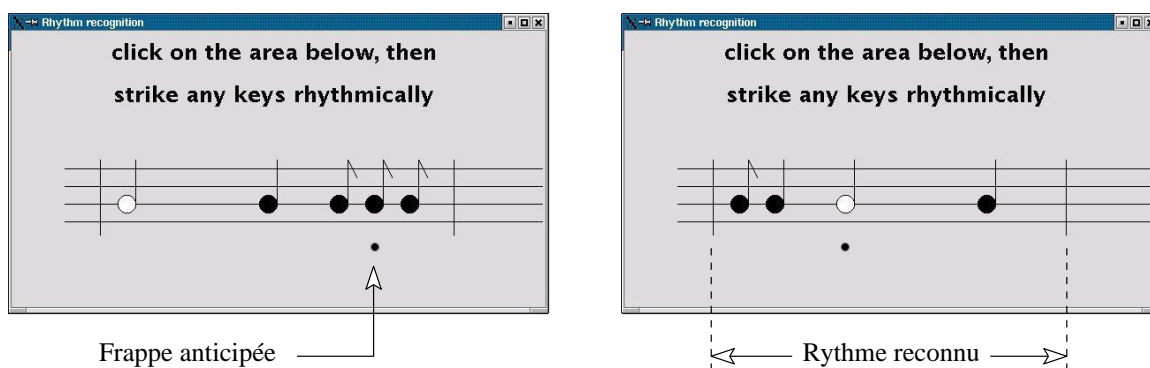 Rhythm recognition
click on the area below, then
strike any keys rhythmically
Frappe anticipée
Rhythm recognition
click on the area below, then
strike any keys rhythmically
Rythme reconnu